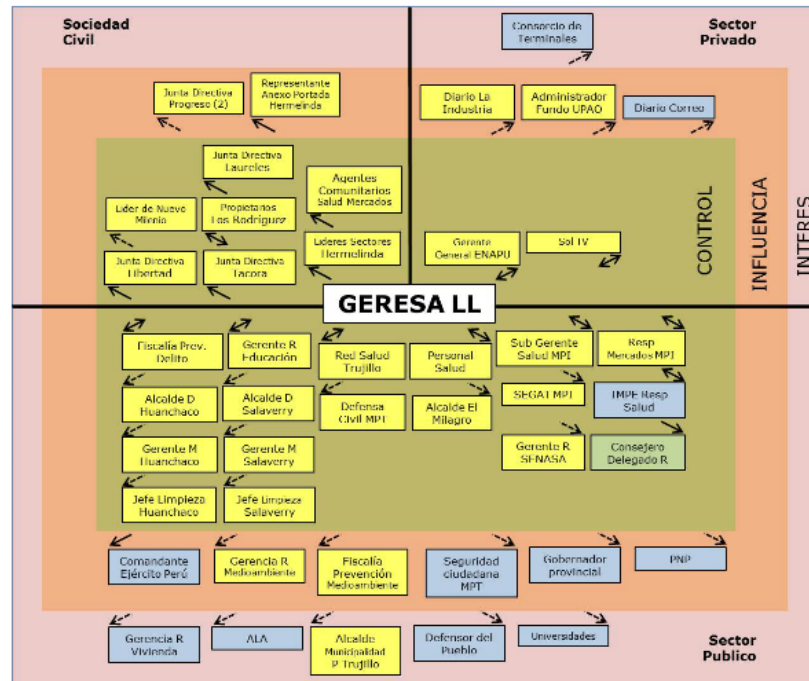 Sociedad
Civil
Consorcio de
Terminales
Sector
Privado
Junta Directiva
Progreso (2)
Representante
Anexo Portada
Hermelinda
Diario La
Industria
Administrador
Fundo UPAO
Diario Correo
Junta Directiva
Laureles
Agentes
Comunitarios
Salud Mercados
Lider de Nuevo
Milenio
Propietarios
Los Rodriguez
Lideres Sectores
Hermelinda
Gerente
General ENAPU
Sol TV
Junta Directiva
Libertad
Junta Directiva
Tacora
CONTROL
INFLUENCIA
INTERES
GERESA LL
Fiscalía Prev.
Delito
Gerente R
Educación
Red Salud
Trujillo
Personal
Salud
Sub Gerente
Salud MPI
Resp
Mercados MPI
Alcalde D
Huanchaco
Alcalde D
Salaverry
Defensa
Civil MPT
Alcalde El
Milagro
SEGAT MPT
IMPE Resp
Salud
Gerente M
Huanchaco
Gerente M
Salaverry
Gerente R
SENASA
Consejero
Delegado R
Jefe Limpieza
Huanchaco
Jefe Limpieza
Salaverry
Comandante
Ejército Perú
Gerencia R
Medioambiente
Fiscalía
Prevención
Medioambiente
Seguridad
ciudadana
MPT
Gobernador
provincial
PNP
Gerencia R
Vivienda
ALA
Alcalde
Municipalidad
P Trujillo
Defensor del
Pueblo
Universidades
Sector
Publico